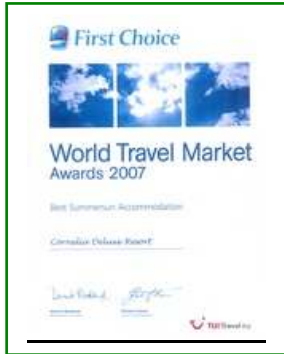 First Choice
World Travel Market
Awards 2007
Best Summersun Accommodation
Cornelia Deluxe Resort
TUI Travel PLC